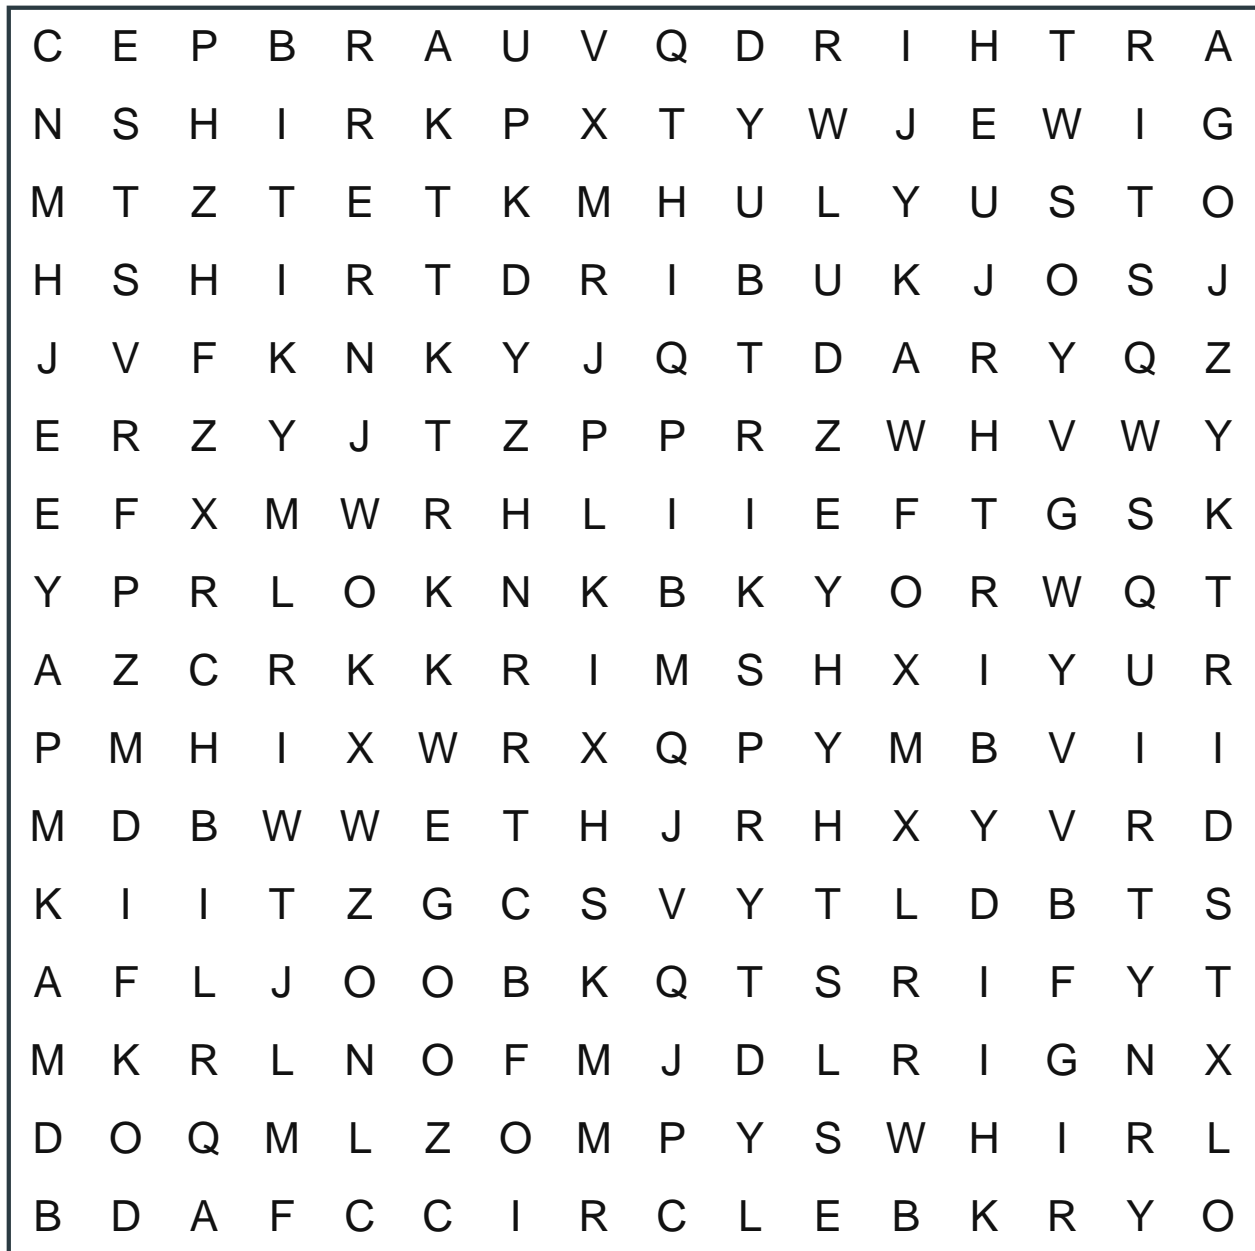 C E P B R A U V Q D R I H T R A
N S H I R K P X T Y W J E W I G
M T Z T E T K M H U L Y U S T O
H S H I R T D R I B U K J O S J
J V F K N K Y J Q T D A R Y Q Z
E R Z Y J T Z P P R Z W H V W Y
E F X M W R H L I I E F T G S K
Y P R L O K N K B K Y O R W Q T
A Z C R K K R I M S H X I Y U R
P M H I X W R X Q P Y M B V I I
M D B W W E T H J R H X Y V R D
K I I T Z G C S V Y T L D B T S
A F L J O O B K Q T S R I F Y T
M K R L N O F M J D L R I G N X
D O Q M L Z O M P Y S W H I R L
B D A F C C I R C L E B K R Y O